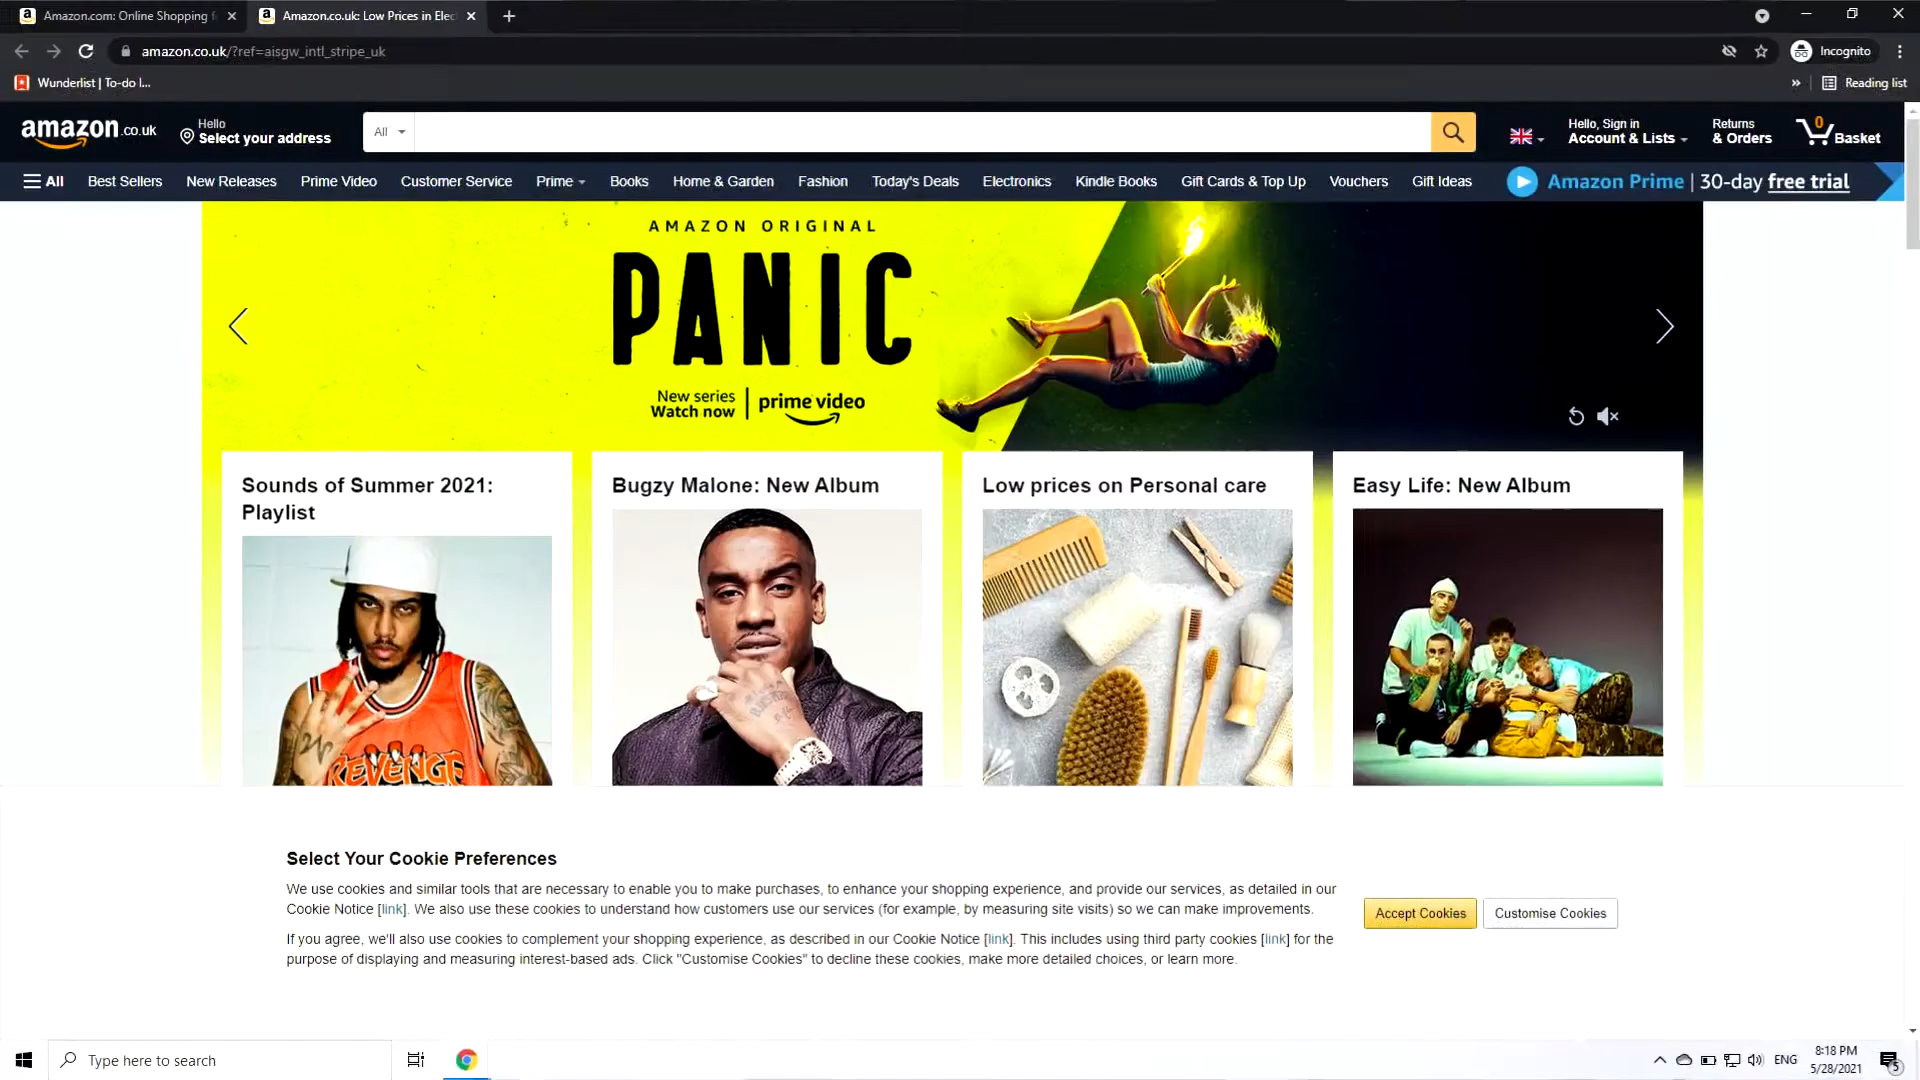 Amazon.com: Online Shopping f
Amazon.co.uk: Low Prices in Elec
amazon.co.uk/?ref=aisgw_intl_stripe_uk
Incognito
Wunderlist | To-do l...
Reading list
amazon.co.uk
Hello
Select your address
All
Hello, Sign in
Account & Lists
Returns
& Orders
0
Basket
All
Best Sellers
New Releases
Prime Video
Customer Service
Prime
Books
Home & Garden
Fashion
Today's Deals
Electronics
Kindle Books
Gift Cards & Top Up
Vouchers
Gift Ideas
Amazon Prime | 30-day free trial
AMAZON ORIGINAL
PANIC
New series
Watch now
prime video
Sounds of Summer 2021:
Playlist
Bugzy Malone: New Album
Low prices on Personal care
Easy Life: New Album
REVENGE
Select Your Cookie Preferences
We use cookies and similar tools that are necessary to enable you to make purchases, to enhance your shopping experience, and provide our services, as detailed in our
Cookie Notice [link]. We also use these cookies to understand how customers use our services (for example, by measuring site visits) so we can make improvements.
If you agree, we'll also use cookies to complement your shopping experience, as described in our Cookie Notice [link]. This includes using third party cookies [link] for the
purpose of displaying and measuring interest-based ads. Click "Customise Cookies" to decline these cookies, make more detailed choices, or learn more.
Accept Cookies
Customise Cookies
Type here to search
ENG
8:18 PM
5/28/2021
5